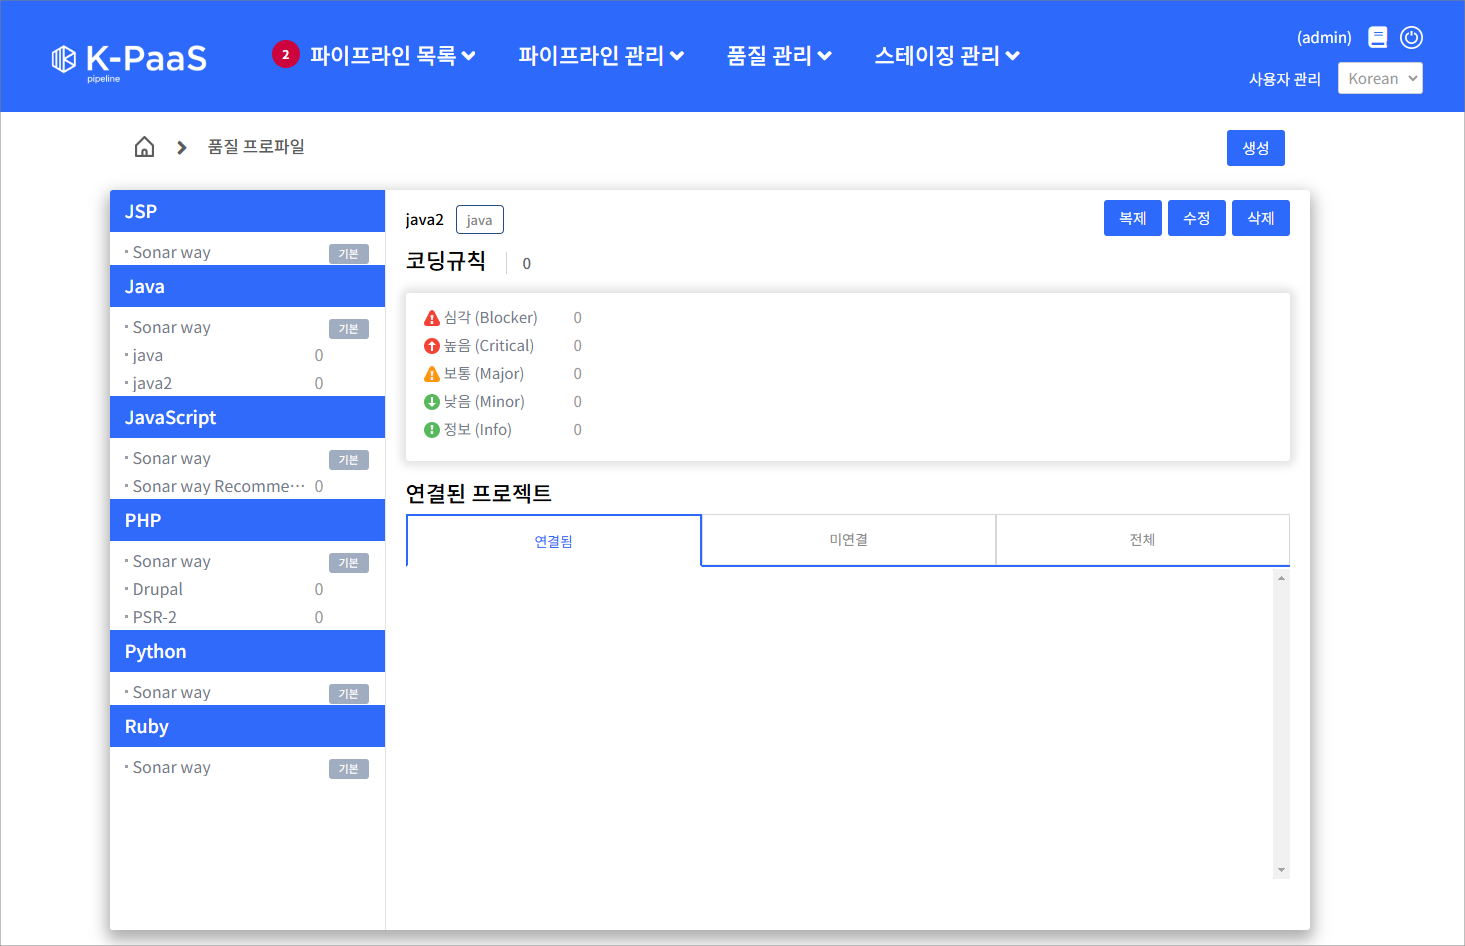 K-PaaS
pipeline
2 파이프라인 목록 파이프라인 관리 품질 관리 스테이징 관리
(admin)
사용자 관리 Korean
품질 프로파일
생성
JSP
Sonar way 기본
Java
Sonar way 기본
java 0
java2 0
JavaScript
Sonar way 기본
Sonar way Recomme··· 0
PHP
Sonar way 기본
Drupal 0
PSR-2 0
Python
Sonar way 기본
Ruby
Sonar way 기본
java2 java
복제 수정 삭제
코딩규칙 0
심각 (Blocker) 0
높음 (Critical) 0
보통 (Major) 0
낮음 (Minor) 0
정보 (Info) 0
연결된 프로젝트
연결됨 미연결 전체